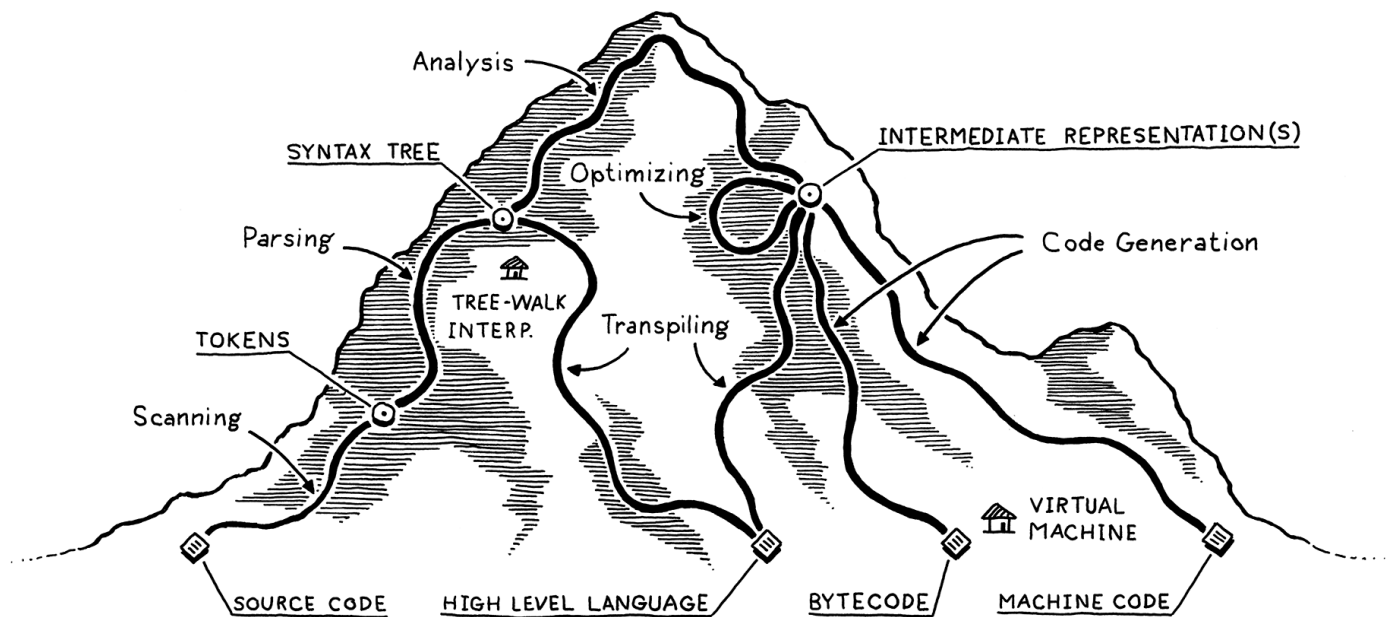 Analysis
INTERMEDIATE REPRESENTATION(S)
SYNTAX TREE
Optimizing
Parsing
Code Generation
TREE-WALK
INTERP.
Transpiling
TOKENS
Scanning
VIRTUAL
MACHINE
SOURCE CODE
HIGH LEVEL LANGUAGE
BYTECODE
MACHINE CODE